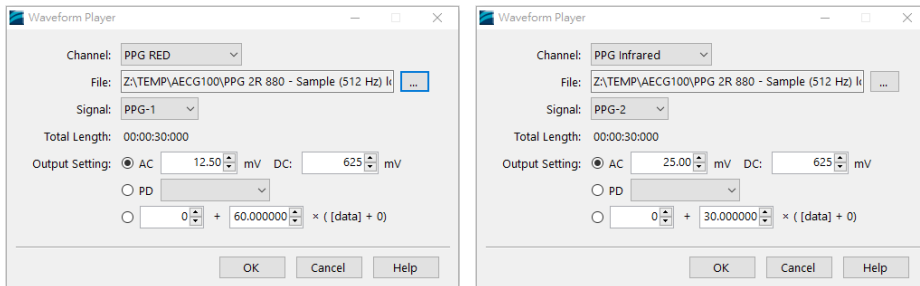 Waveform Player
Channel: PPG RED
File: Z:\TEMP\AECG100\PPG 2R 880 - Sample (512 Hz) lo ...
Signal: PPG-1
Total Length: 00:00:30:000
Output Setting: AC 12.50 mV DC: 625 mV
PD
0 + 60.000000 × ( [data] + 0)
OK Cancel Help
Waveform Player
Channel: PPG Infrared
File: Z:\TEMP\AECG100\PPG 2R 880 - Sample (512 Hz) lo ...
Signal: PPG-2
Total Length: 00:00:30:000
Output Setting: AC 25.00 mV DC: 625 mV
PD
0 + 30.000000 × ( [data] + 0)
OK Cancel Help